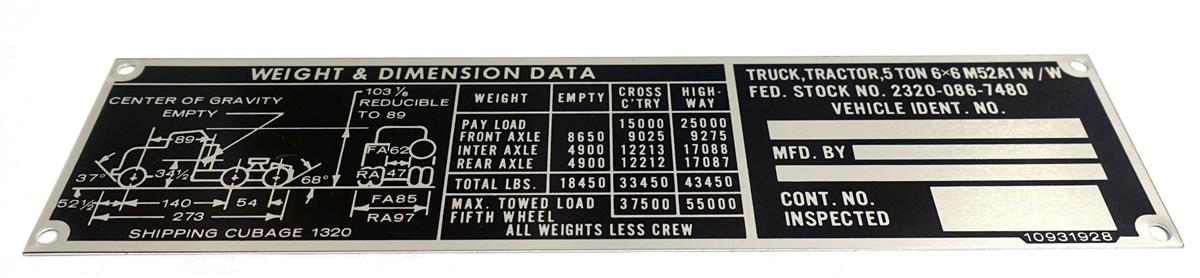 WEIGHT & DIMENSION DATA
CENTER OF GRAVITY
EMPTY
103 1/8
REDUCIBLE
TO 89
89
37°
34½
68°
52½
140
54
273
FA 62
RA 47
FA85
RA97
SHIPPING CUBAGE 1320
WEIGHT EMPTY CROSS C'TRY HIGH-WAY
PAY LOAD 15000 25000
FRONT AXLE 8650 9025 9275
INTER AXLE 4900 12213 17088
REAR AXLE 4900 12212 17087
TOTAL LBS. 18450 33450 43450
MAX. TOWED LOAD 37500 55000
FIFTH WHEEL
ALL WEIGHTS LESS CREW
TRUCK,TRACTOR,5 TON 6×6 M52A1 W/W
FED. STOCK NO. 2320-086-7480
VEHICLE IDENT. NO.
MFD. BY
CONT. NO.
INSPECTED
10931928